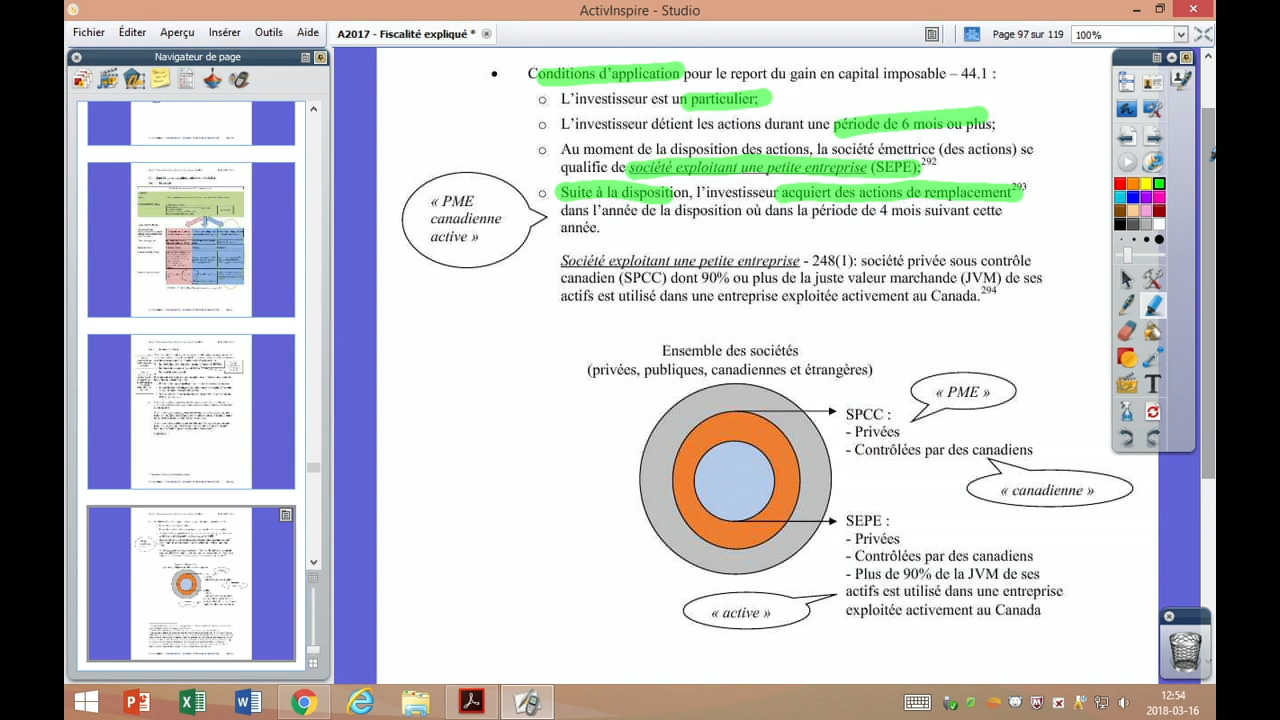 ActivInspire - Studio
Fichier Éditer Aperçu Insérer Outils Aide
A2017 - Fiscalité expliqué *
Page 97 sur 119
100%
Navigateur de page
• Conditions d'application pour le report du gain en capital imposable – 44.1 :
o L'investisseur est un particulier;
o L'investisseur détient les actions durant une période de 6 mois ou plus;
o Au moment de la disposition des actions, la société émettrice (des actions) se
qualifie de société exploitant une petite entreprise (SEPE);292
o Suite à la disposition, l'investisseur acquiert des actions de remplacement293
dans l'année de la disposition où dans la période de 4 mois suivant cette
année.
« PME
canadienne
active »
Société exploitant une petite entreprise - 248(1): société privée sous contrôle
canadien (SPCC) dont 90% ou plus de la juste valeur marchande (JVM) de ses
actifs est utilisé dans une entreprise exploitée activement au Canada.294
Ensemble des sociétés
(privées, publiques, canadiennes et étrangères)
« PME »
SPCC :
- Privées
- Contrôlées par des canadiens
« canadienne »
SEPE :
- Privées
- Contrôlées par des canadiens
- Plus de 90% de la JVM de ses
actifs est utilisé dans une entreprise
exploitée activement au Canada
« active »
12:54
2018-03-16